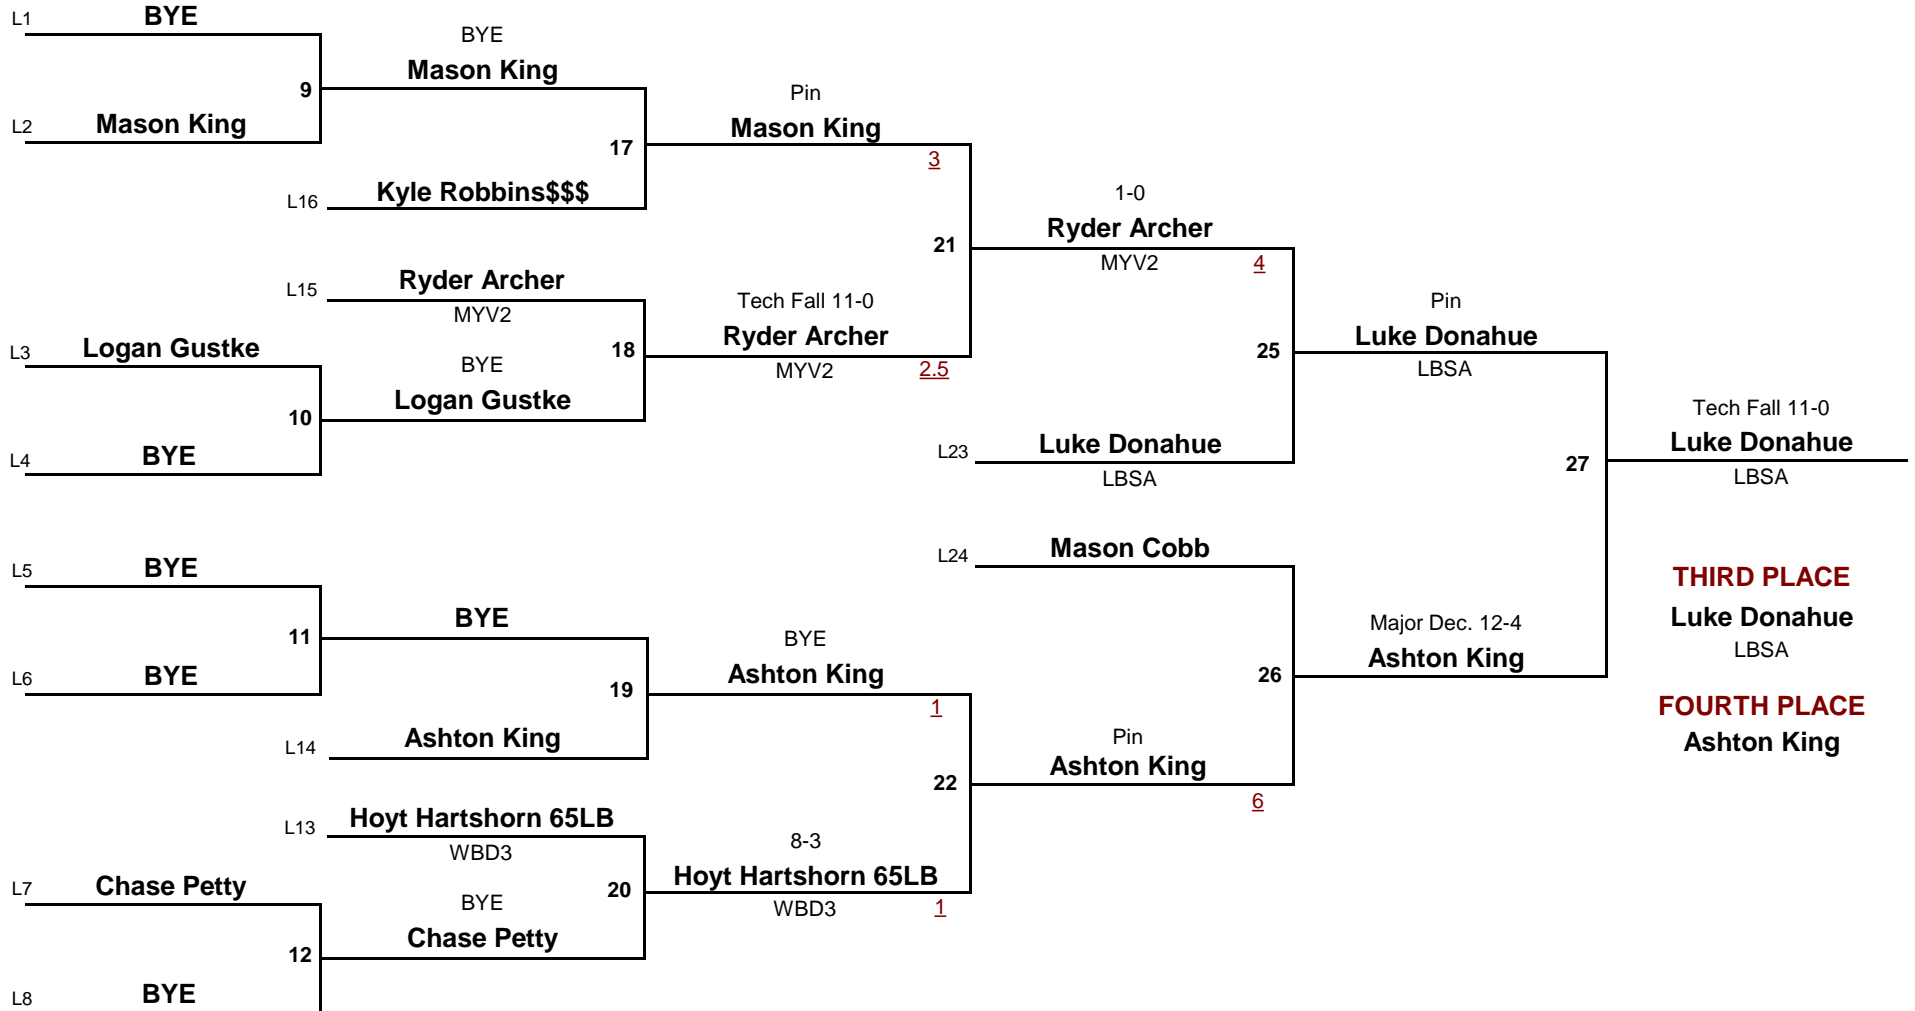 L1
BYE
9
L2
Mason King
BYE
Mason King
17
L16
Kyle Robbins$$$
Pin
Mason King
3
21
L15
Ryder Archer
MYV2
18
L3
Logan Gustke
10
BYE
Logan Gustke
L4
BYE
Tech Fall 11-0
Ryder Archer
MYV2
2.5
1-0
Ryder Archer
MYV2
4
25
L23
Luke Donahue
LBSA
Pin
Luke Donahue
LBSA
27
Tech Fall 11-0
Luke Donahue
LBSA
L5
BYE
11
L6
BYE
BYE
19
L14
Ashton King
BYE
Ashton King
1
22
L24
Mason Cobb
26
Pin
Ashton King
6
Major Dec. 12-4
Ashton King
THIRD PLACE
Luke Donahue
LBSA
FOURTH PLACE
Ashton King
L13
Hoyt Hartshorn 65LB
WBD3
20
8-3
Hoyt Hartshorn 65LB
WBD3
1
L7
Chase Petty
12
BYE
Chase Petty
L8
BYE